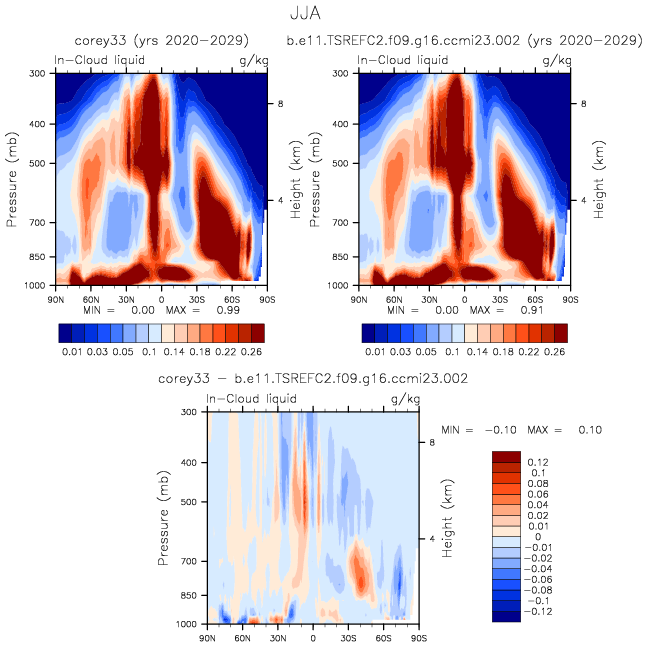 JJA
corey33 (yrs 2020-2029)
In-Cloud liquid g/kg
300
400
500
700
850
1000
Pressure (mb)
8
4
Height (km)
90N 60N 30N 0 30S 60S 90S
MIN = 0.00 MAX = 0.99
0.01 0.03 0.05 0.1 0.14 0.18 0.22 0.26
b.e11.TSREFC2.f09.g16.ccmi23.002 (yrs 2020-2029)
In-Cloud liquid g/kg
300
400
500
700
850
1000
Pressure (mb)
8
4
Height (km)
90N 60N 30N 0 30S 60S 90S
MIN = 0.00 MAX = 0.91
0.01 0.03 0.05 0.1 0.14 0.18 0.22 0.26
corey33 - b.e11.TSREFC2.f09.g16.ccmi23.002
In-Cloud liquid g/kg
300
400
500
700
850
1000
Pressure (mb)
8
4
Height (km)
90N 60N 30N 0 30S 60S 90S
MIN = -0.10 MAX = 0.10
0.12
0.1
0.08
0.06
0.04
0.02
0.01
0
-0.01
-0.02
-0.04
-0.06
-0.08
-0.1
-0.12